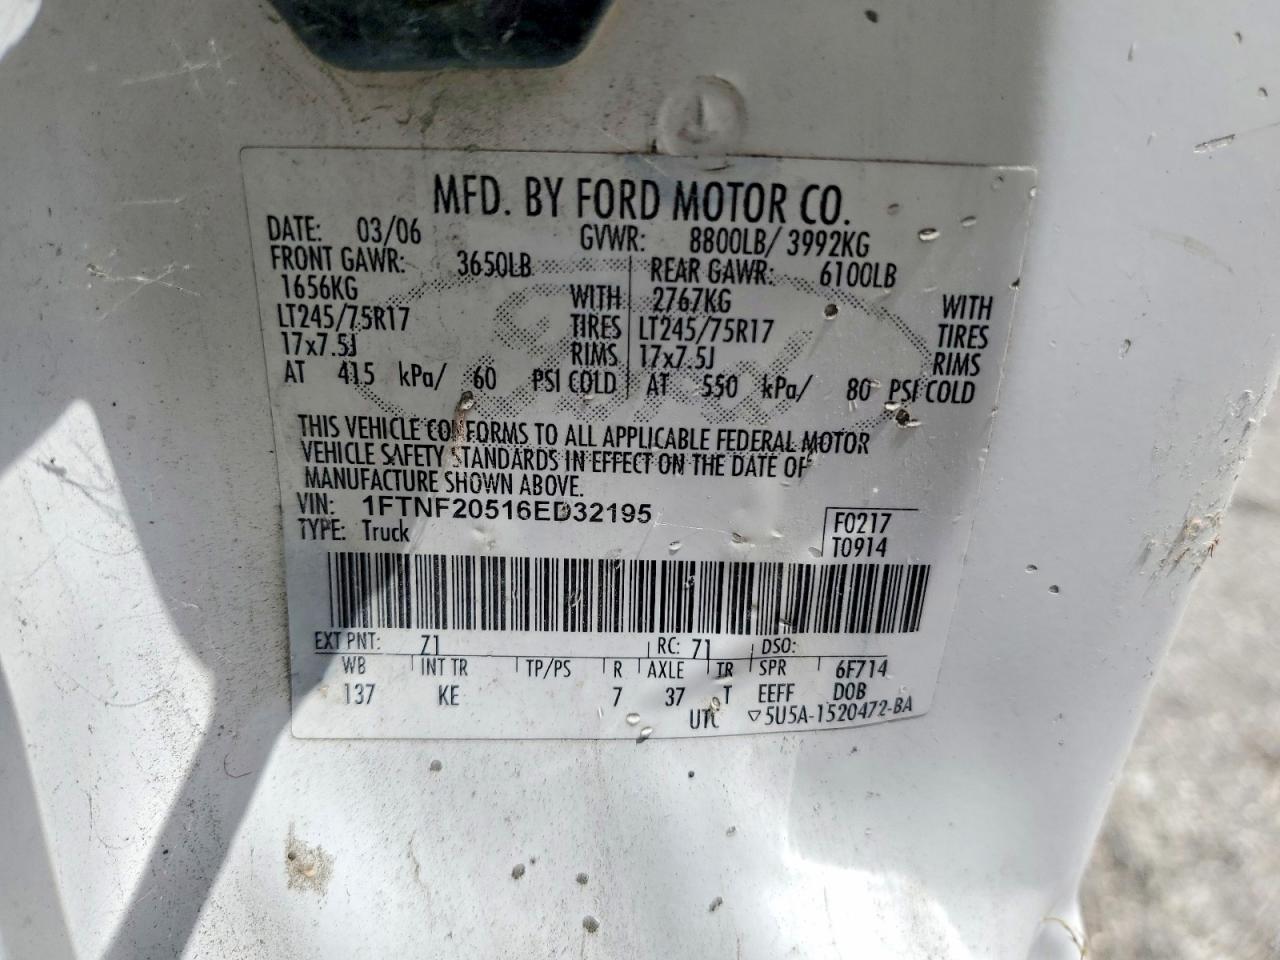 MFD. BY FORD MOTOR CO.
DATE: 03/06 GVWR: 8800LB/ 3992KG
FRONT GAWR: 3650LB REAR GAWR: 6100LB
1656KG WITH 2767KG WITH
LT245/75R17 TIRES LT245/75R17 TIRES
17x7.5J RIMS 17x7.5J RIMS
AT 415 kPa/ 60 PSI COLD AT 550 kPa/ 80 PSI COLD
THIS VEHICLE CONFORMS TO ALL APPLICABLE FEDERAL MOTOR
VEHICLE SAFETY STANDARDS IN EFFECT ON THE DATE OF
MANUFACTURE SHOWN ABOVE.
VIN: 1FTNF20516ED32195
TYPE: Truck
F0217
T0914
EXT PNT: Z1 RC: 71 DSO:
WB INT TR TP/PS R AXLE TR SPR 6F714
137 KE 7 37 T EEFF DOB
UTC ▽5U5A-1520472-BA